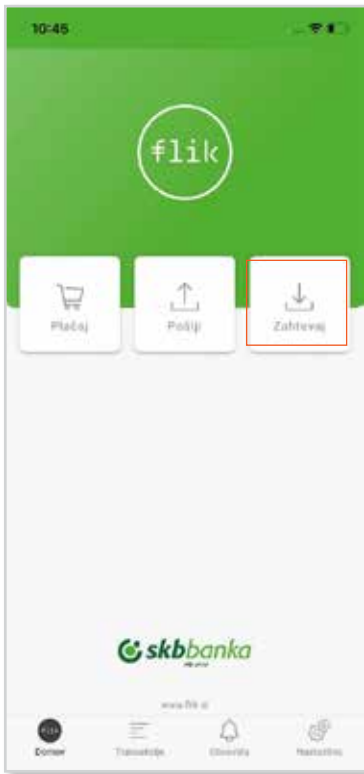 10:45
flik
Plačaj
Pošlji
Zahtevaj
skbbanka
www.flik.si
Domov
Transakcije
Obvestila
Nastavitve